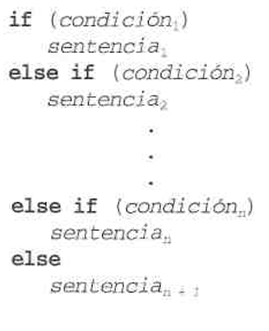 if (condición₁)
sentencia₁
else if (condición₂)
sentencia₂
.
.
.
else if (condiciónₙ)
sentenciaₙ
else
sentenciaₙ ₊ ₁